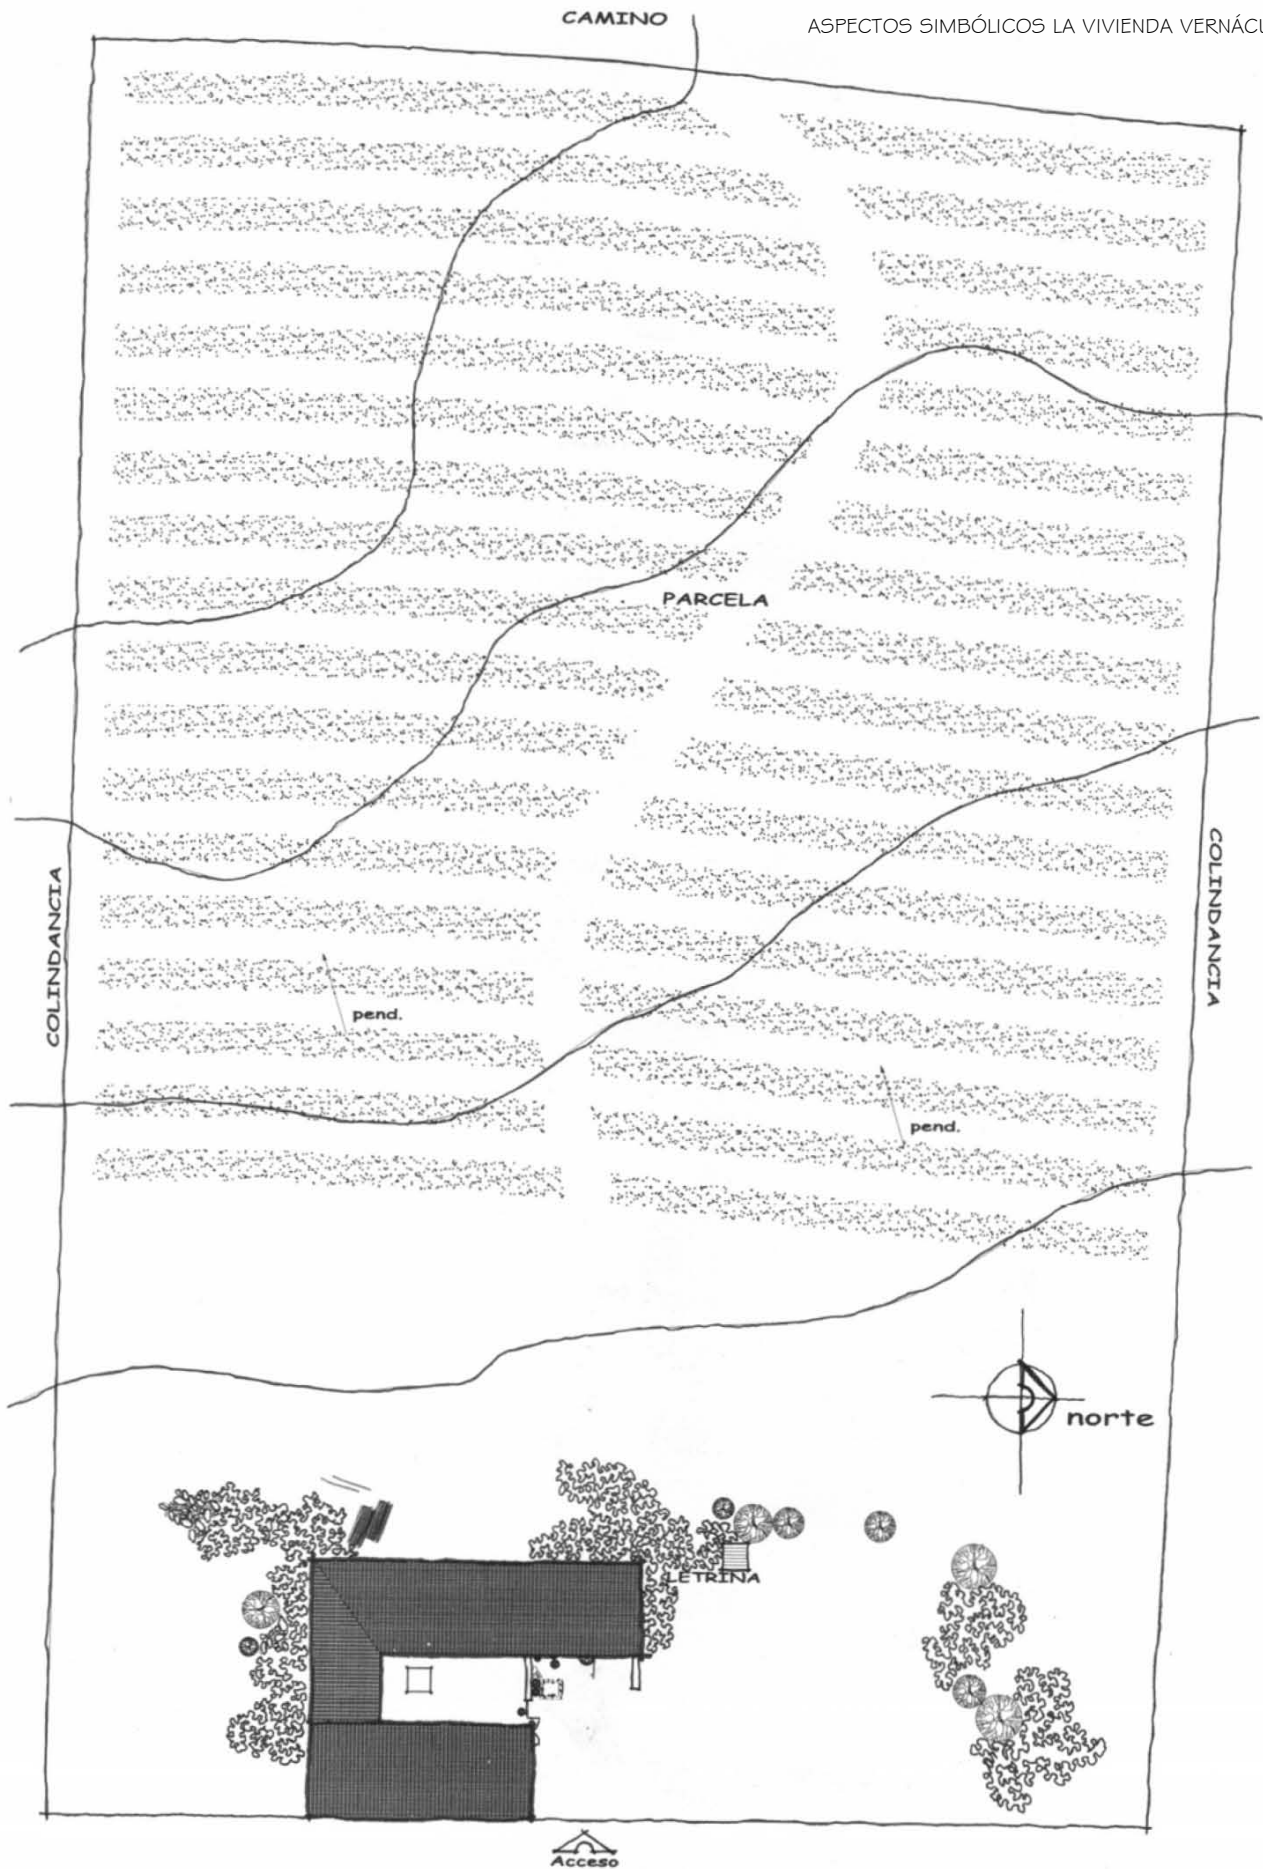 CAMINO
ASPECTOS SIMBÓLICOS LA VIVIENDA VERNÁCU
PARCELA
COLINDANCIA
COLINDANCIA
pend.
pend.
norte
LETRINA
Acceso